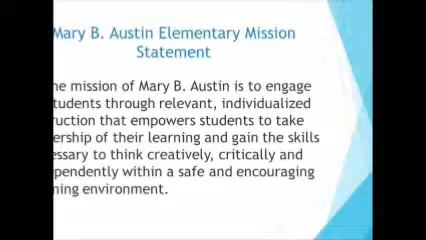 Mary B. Austin Elementary Mission
Statement
he mission of Mary B. Austin is to engage
tudents through relevant, individualized
ruction that empowers students to take
ership of their learning and gain the skills
essary to think creatively, critically and
pendently within a safe and encouraging
ning environment.